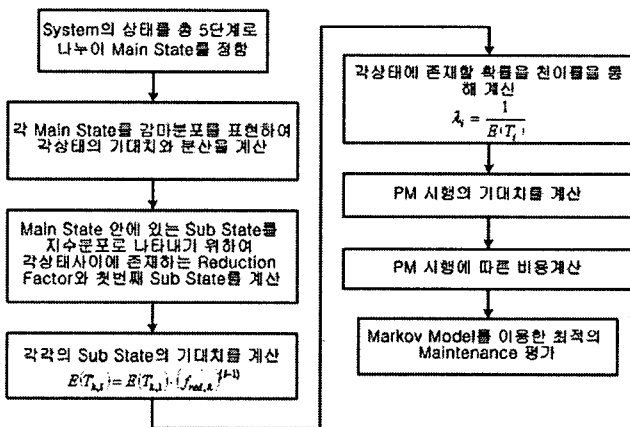 System의 상태를 총 5단계로
나누어 Main State를 정함
각 Main State를 감마분포를 표현하여
각상태의 기대치와 분산을 계산
Main State 안에 있는 Sub State를
지수분포로 나타내기 위하여
각상태사이에 존재하는 Reduction
Factor와 첫번째 Sub State를 계산
각각의 Sub State의 기대치를 계산
E(T_{k,i}) = E(T_{k,1}) · (f_{red,k})^{(i-1)}
각상태에 존재할 확률을 천이률을 통
해 계산
λ_i = 1 / E(T_i)
PM 시행의 기대치를 계산
PM 시행에 따른 비용계산
Markov Model를 이용한 최적의
Maintenance 평가